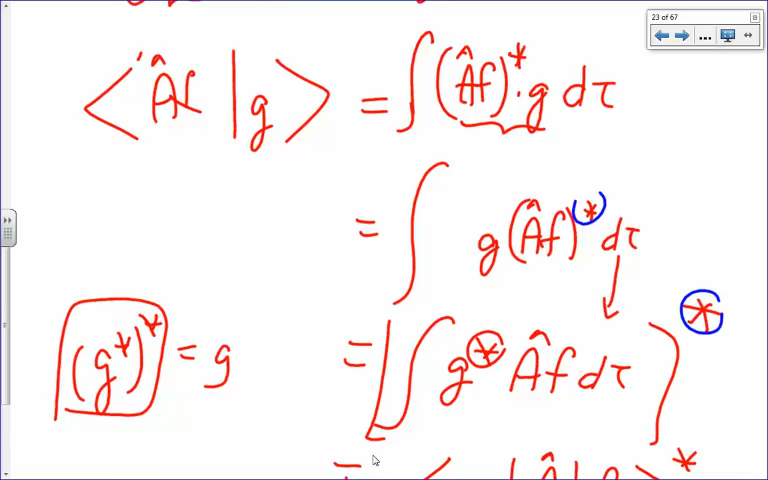 23 of 67
⟨Âf | g⟩ = ∫ (Âf)* · g dτ
= ∫ g (Âf)* dτ
(g*)* = g
= [∫ g* Âf dτ]*
= ⟨ | Â | ⟩*